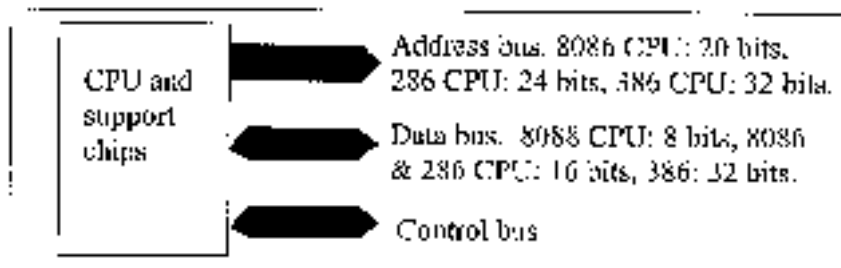 CPU and
support
chips
Address bus. 8086 CPU: 20 bits,
286 CPU: 24 bits, 386 CPU: 32 bits.
Data bus. 8088 CPU: 8 bits, 8086
& 286 CPU: 16 bits, 386: 32 bits.
Control bus